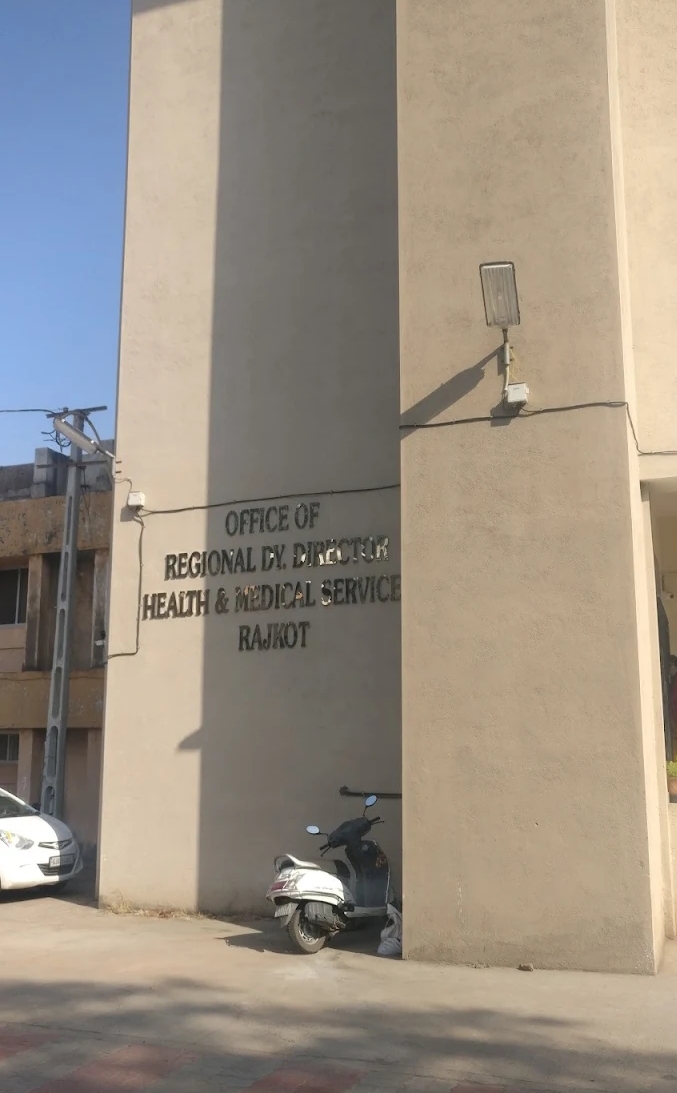 OFFICE OF
REGIONAL DY. DIRECTOR
HEALTH & MEDICAL SERVICE
RAJKOT